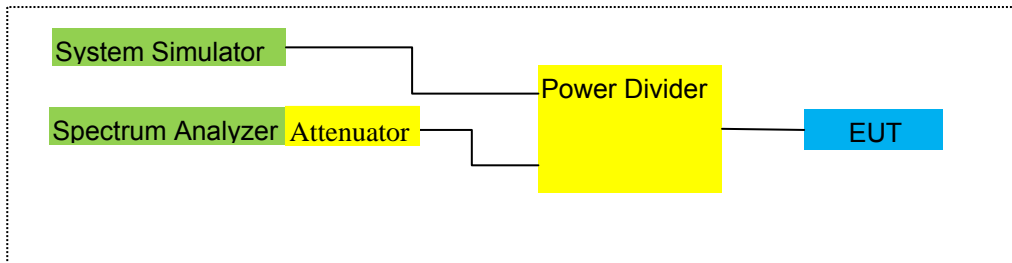 System Simulator
Power Divider
Spectrum Analyzer Attenuator
EUT